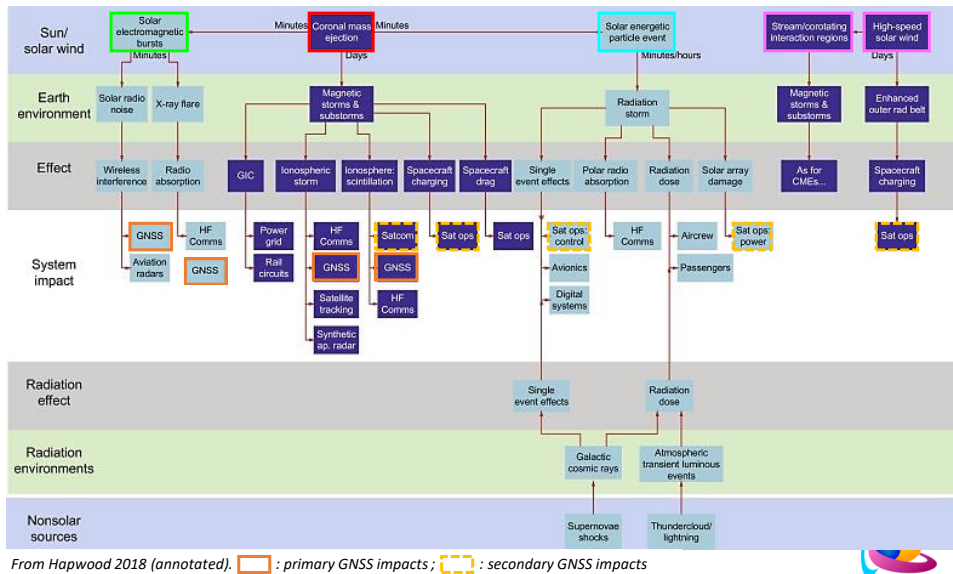 Sun/
solar wind
Solar
electromagnetic
bursts
Minutes
Coronal mass
ejection
Minutes
Solar energetic
particle event
Stream/corotating
interaction regions
High-speed
solar wind
Minutes
Days
Minutes/hours
Days
Earth
environment
Solar radio
noise
X-ray flare
Magnetic
storms &
substorms
Radiation
storm
Magnetic
storms &
substorms
Enhanced
outer rad belt
Effect
Wireless
interference
Radio
absorption
GIC
Ionospheric
storm
Ionosphere:
scintillation
Spacecraft
charging
Spacecraft
drag
Single
event effects
Polar radio
absorption
Radiation
dose
Solar array
damage
As for
CMEs...
Spacecraft
charging
System
impact
GNSS
Aviation
radars
HF
Comms
GNSS
Power
grid
Rail
circuits
HF
Comms
GNSS
Satellite
tracking
Synthetic
ap. radar
Satcom
GNSS
HF
Comms
Sat ops
Sat ops
Sat ops:
control
Avionics
Digital
systems
HF
Comms
Aircrew
Passengers
Sat ops:
power
Sat ops
Radiation
effect
Single
event effects
Radiation
dose
Radiation
environments
Galactic
cosmic rays
Atmospheric
transient luminous
events
Nonsolar
sources
Supernovae
shocks
Thundercloud/
lightning
From Hapwood 2018 (annotated). : primary GNSS impacts ; : secondary GNSS impacts